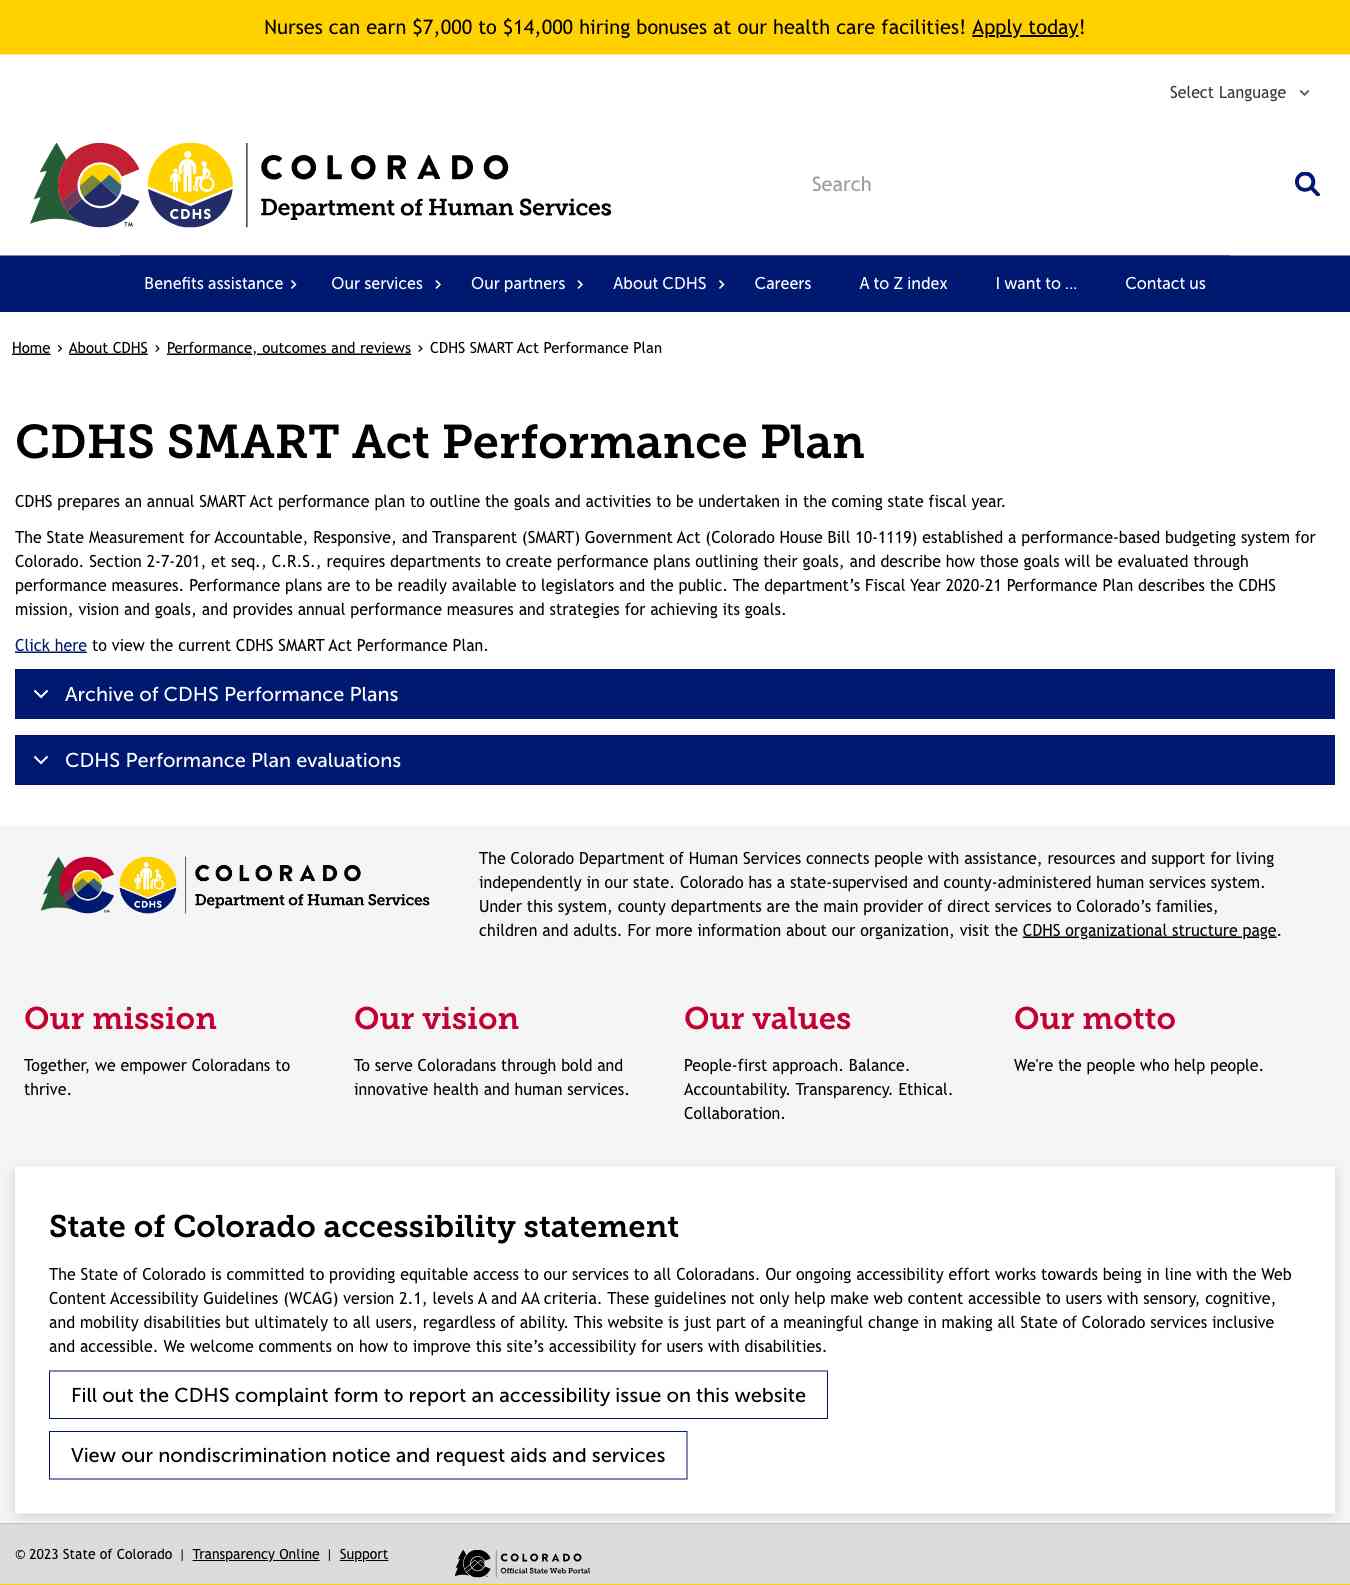 Nurses can earn $7,000 to $14,000 hiring bonuses at our health care facilities! Apply today!
Select Language
COLORADO
Department of Human Services
CDHS
TM
Search
Benefits assistance › Our services › Our partners › About CDHS › Careers A to Z index I want to ... Contact us
Home › About CDHS › Performance, outcomes and reviews › CDHS SMART Act Performance Plan
CDHS SMART Act Performance Plan
CDHS prepares an annual SMART Act performance plan to outline the goals and activities to be undertaken in the coming state fiscal year.
The State Measurement for Accountable, Responsive, and Transparent (SMART) Government Act (Colorado House Bill 10-1119) established a performance-based budgeting system for
Colorado. Section 2-7-201, et seq., C.R.S., requires departments to create performance plans outlining their goals, and describe how those goals will be evaluated through
performance measures. Performance plans are to be readily available to legislators and the public. The department’s Fiscal Year 2020-21 Performance Plan describes the CDHS
mission, vision and goals, and provides annual performance measures and strategies for achieving its goals.
Click here to view the current CDHS SMART Act Performance Plan.
Archive of CDHS Performance Plans
CDHS Performance Plan evaluations
COLORADO
Department of Human Services
CDHS
TM
The Colorado Department of Human Services connects people with assistance, resources and support for living
independently in our state. Colorado has a state-supervised and county-administered human services system.
Under this system, county departments are the main provider of direct services to Colorado’s families,
children and adults. For more information about our organization, visit the CDHS organizational structure page.
Our mission
Together, we empower Coloradans to
thrive.
Our vision
To serve Coloradans through bold and
innovative health and human services.
Our values
People-first approach. Balance.
Accountability. Transparency. Ethical.
Collaboration.
Our motto
We're the people who help people.
State of Colorado accessibility statement
The State of Colorado is committed to providing equitable access to our services to all Coloradans. Our ongoing accessibility effort works towards being in line with the Web
Content Accessibility Guidelines (WCAG) version 2.1, levels A and AA criteria. These guidelines not only help make web content accessible to users with sensory, cognitive,
and mobility disabilities but ultimately to all users, regardless of ability. This website is just part of a meaningful change in making all State of Colorado services inclusive
and accessible. We welcome comments on how to improve this site’s accessibility for users with disabilities.
Fill out the CDHS complaint form to report an accessibility issue on this website
View our nondiscrimination notice and request aids and services
© 2023 State of Colorado | Transparency Online | Support
COLORADO
Official State Web Portal